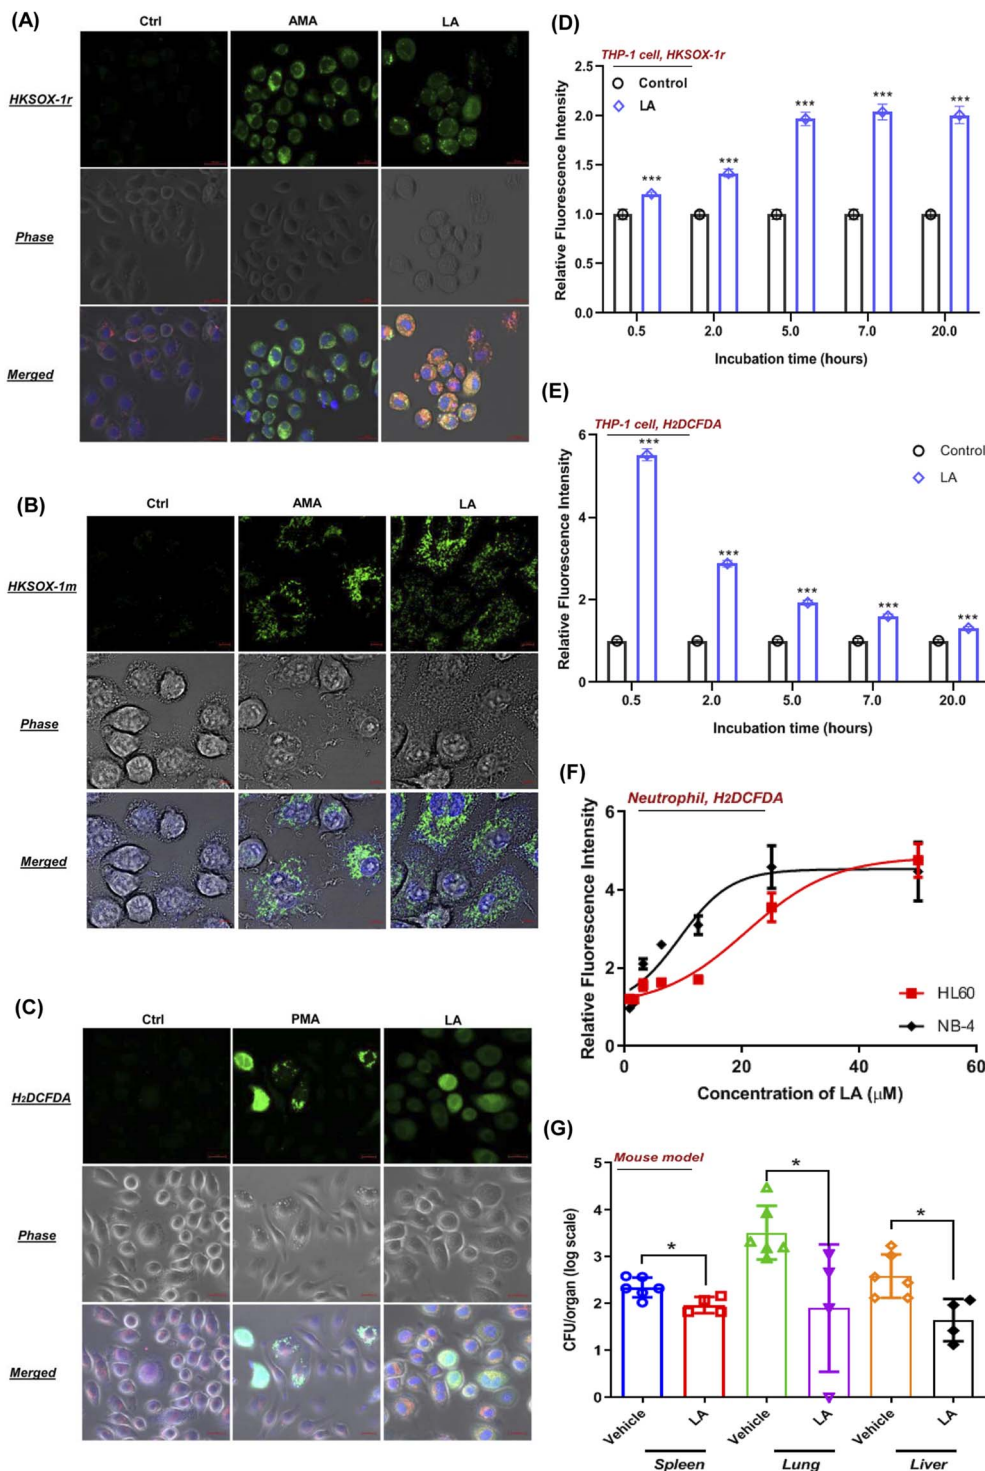 (A)
Ctrl AMA LA
HKSOX-1r
Phase
Merged
(B)
Ctrl AMA LA
HKSOX-1m
Phase
Merged
(C)
Ctrl PMA LA
H2DCFDA
Phase
Merged
(D)
THP-1 cell, HKSOX-1r
Control
LA
Relative Fluorescence Intensity
2.5
2.0
1.5
1.0
0.5
0.0
*** *** *** *** ***
0.5 2.0 5.0 7.0 20.0
Incubation time (hours)
(E)
THP-1 cell, H2DCFDA
Control
LA
Relative Fluorescence Intensity
6
4
2
0
*** *** *** *** ***
0.5 2.0 5.0 7.0 20.0
Incubation time (hours)
(F)
Neutrophil, H2DCFDA
Relative Fluorescence Intensity
6
4
2
0
HL60
NB-4
0 20 40 60
Concentration of LA (μM)
(G)
Mouse model
CFU/organ (log scale)
5
4
3
2
1
0
* * *
Vehicle LA Vehicle LA Vehicle LA
Spleen Lung Liver